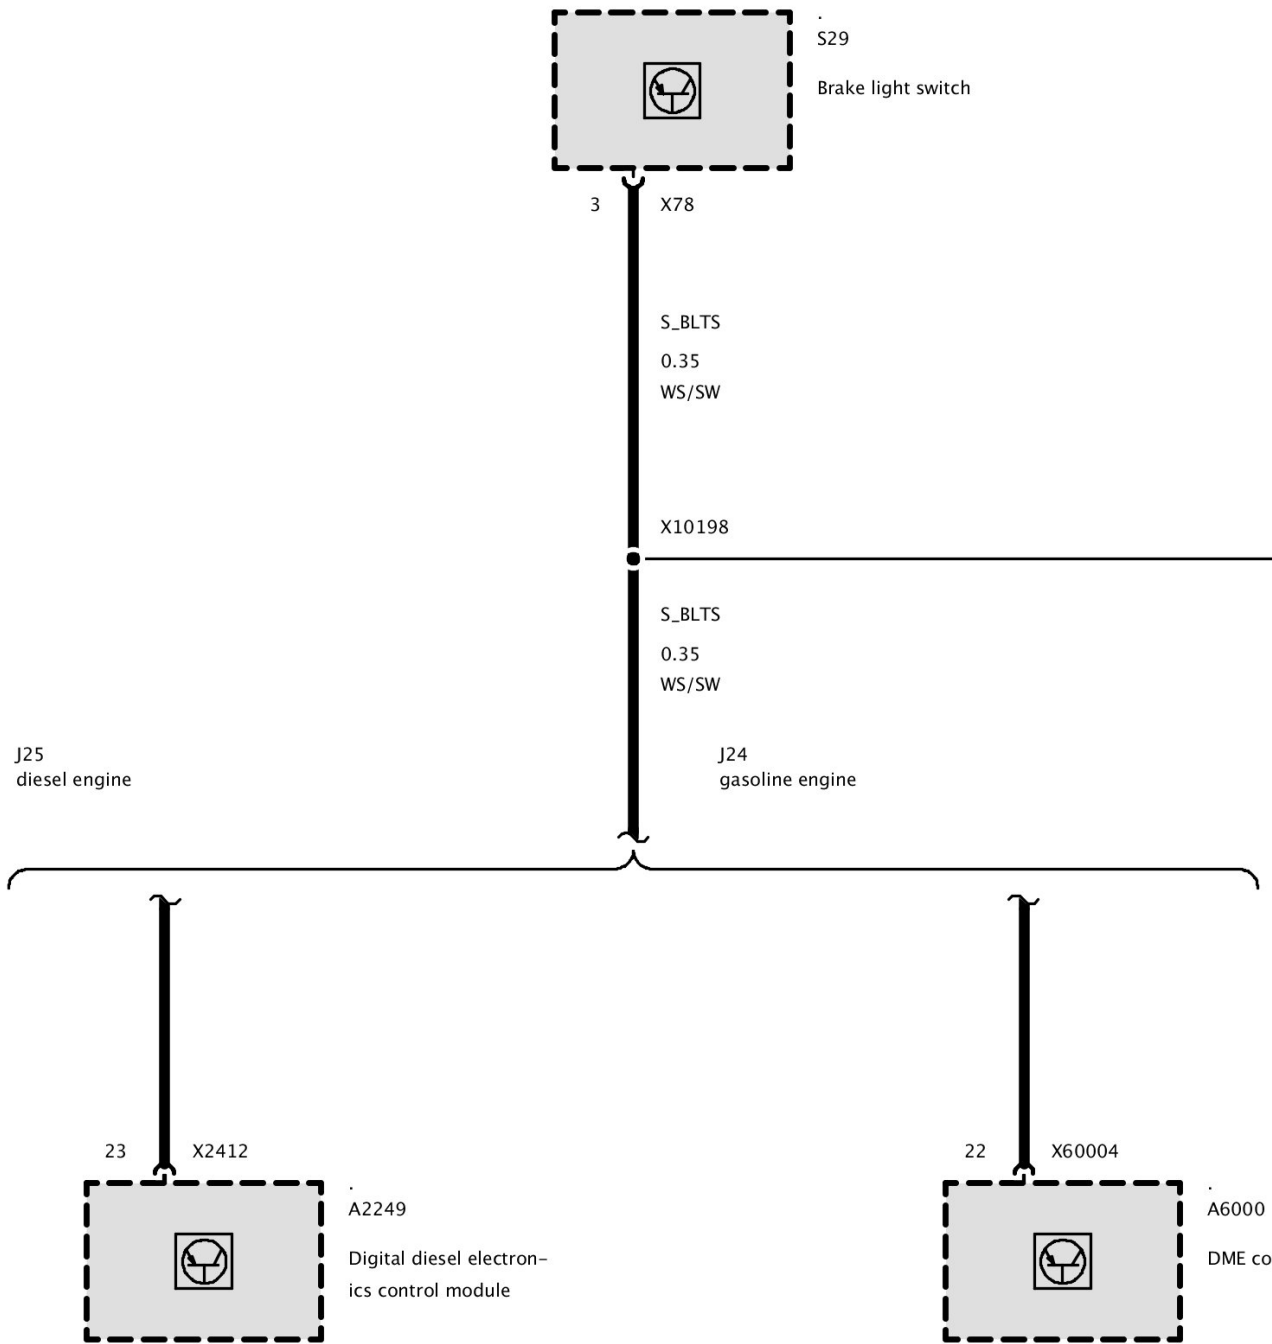 .
S29
Brake light switch
3 X78
S_BLTS
0.35
WS/SW
X10198
S_BLTS
0.35
WS/SW
J25
diesel engine
J24
gasoline engine
23 X2412
22 X60004
.
A2249
Digital diesel electron-
ics control module
.
A6000
DME co